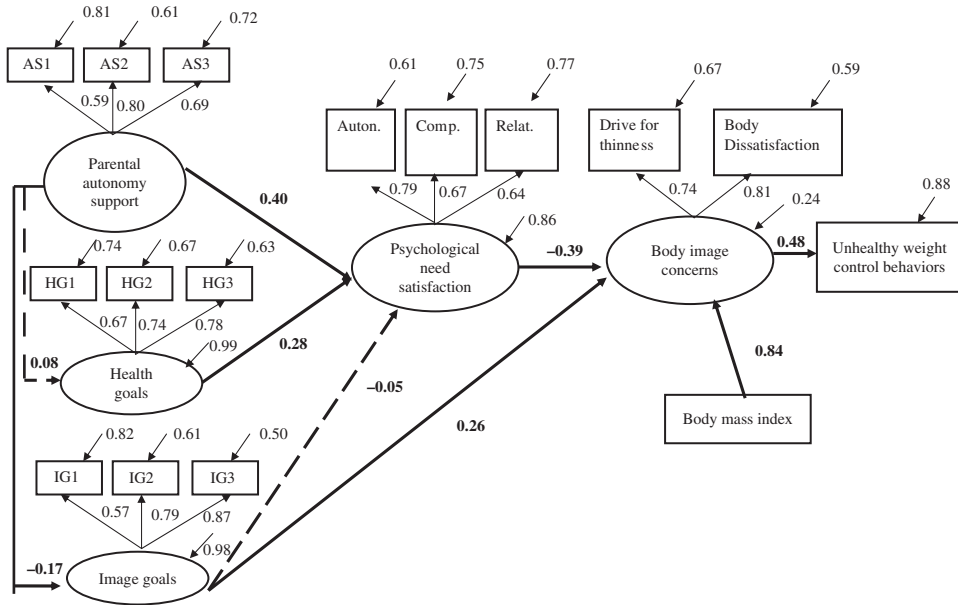 0.81
0.61
0.72
AS1
AS2
AS3
0.59
0.80
0.69
Parental
autonomy
support
0.61
0.75
0.77
Auton.
Comp.
Relat.
0.79
0.67
0.64
0.67
0.59
Drive for
thinness
Body
Dissatisfaction
0.74
0.81
0.40
0.86
Psychological
need
satisfaction
−0.39
0.24
Body image
concerns
0.48
0.88
Unhealthy weight
control behaviors
0.74
0.67
0.63
HG1
HG2
HG3
0.67
0.74
0.78
0.99
0.08
Health
goals
0.28
−0.05
0.26
0.84
Body mass index
0.82
0.61
0.50
IG1
IG2
IG3
0.57
0.79
0.87
0.98
−0.17
Image goals